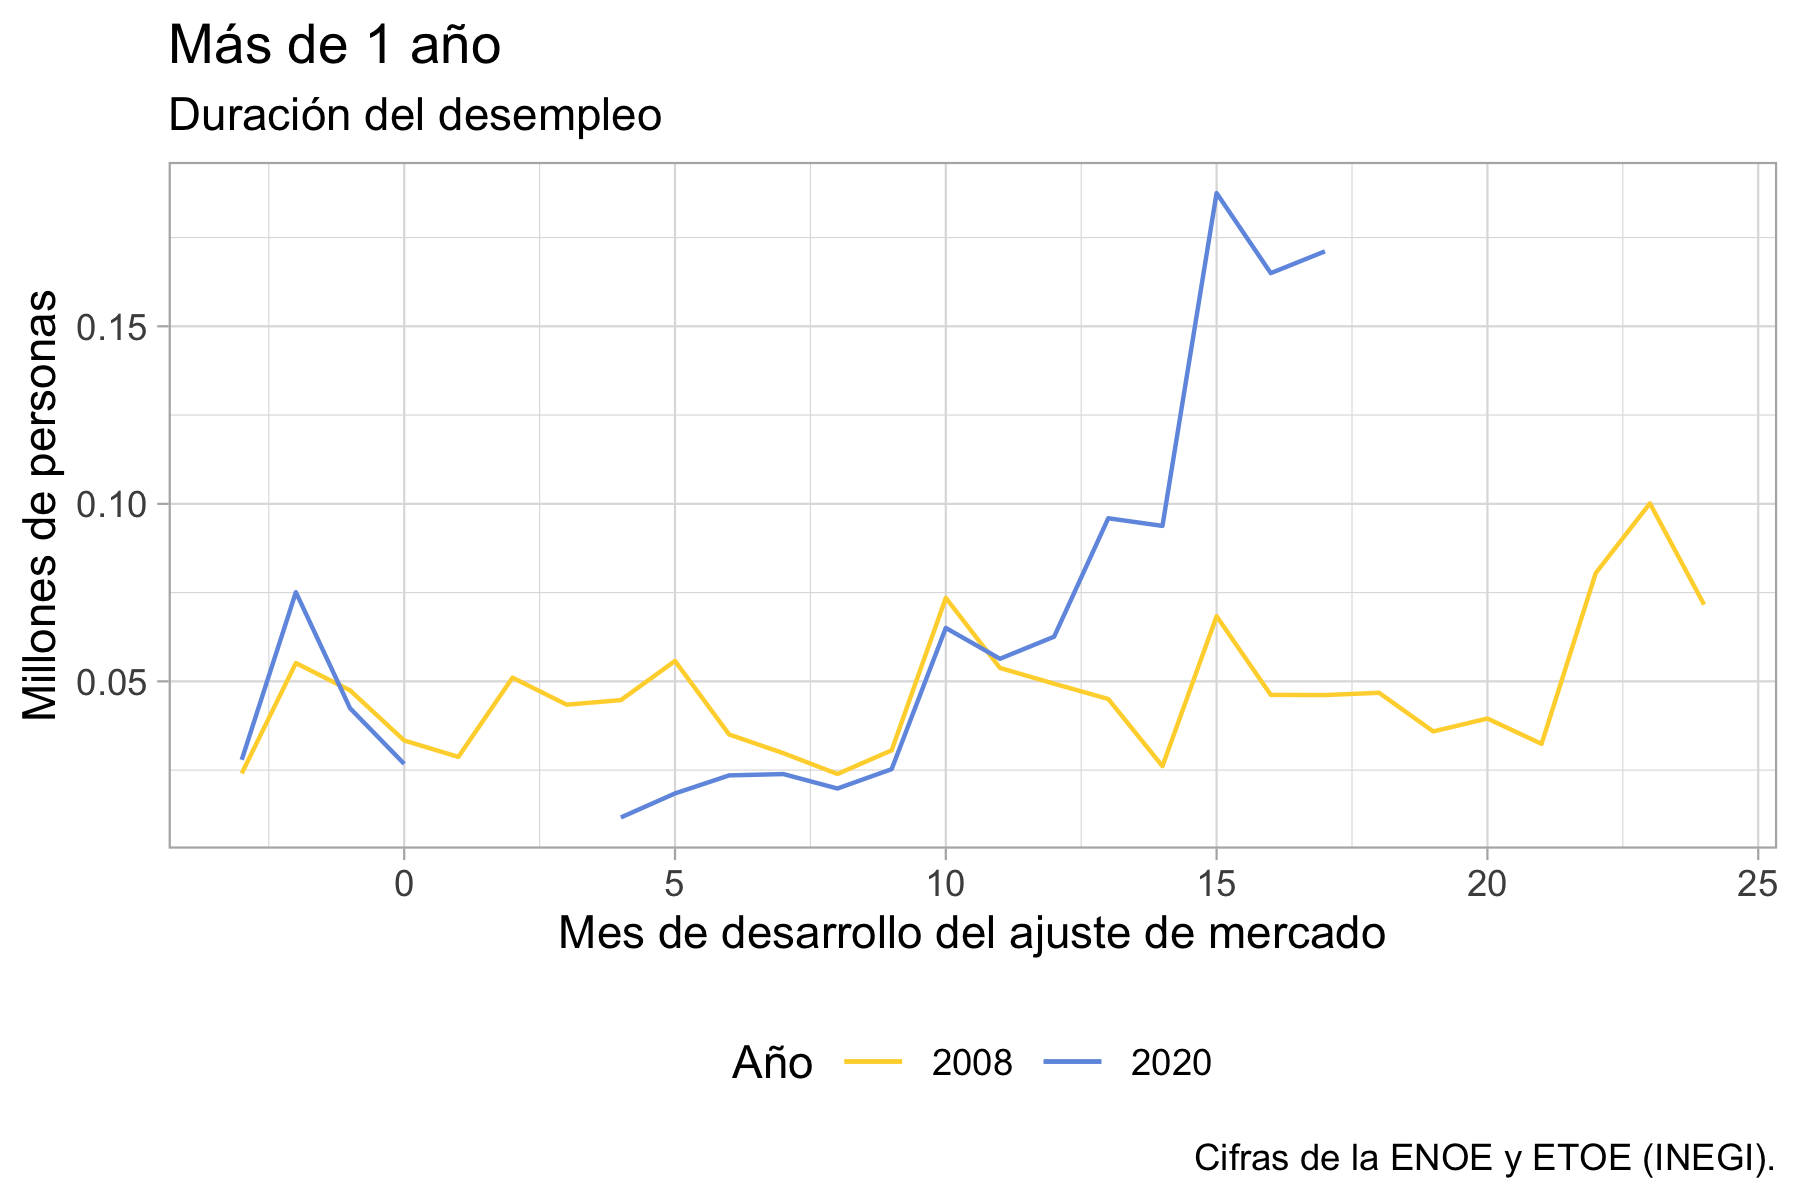 Más de 1 año
Duración del desempleo
Millones de personas
0.15
0.10
0.05
0 5 10 15 20 25
Mes de desarrollo del ajuste de mercado
Año 2008 2020
Cifras de la ENOE y ETOE (INEGI).